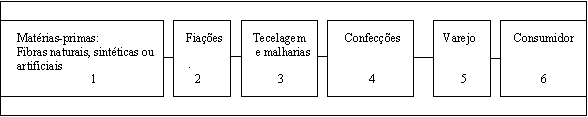 Matérias-primas:
Fibras naturais, sintéticas ou
artificiais
1
Fiações
2
Tecelagem
e malharias
3
Confecções
4
Varejo
5
Consumidor
6